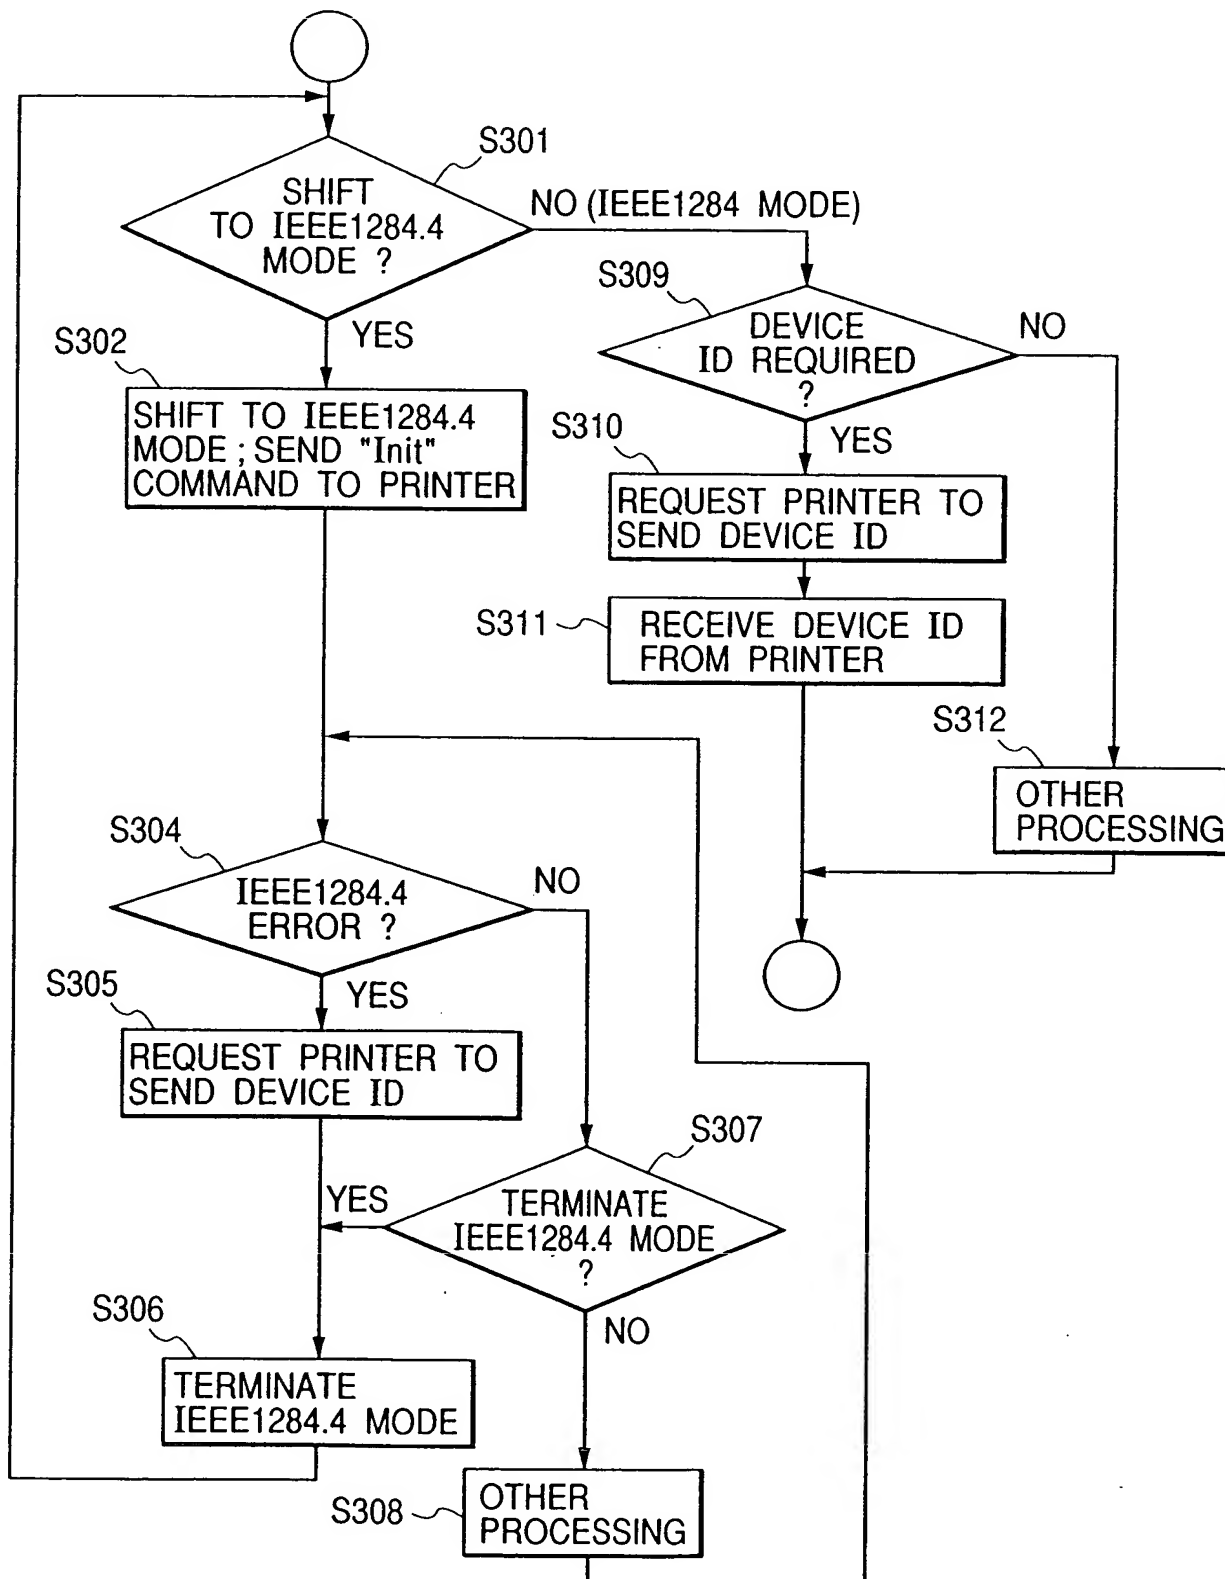 S301
SHIFT
TO IEEE1284.4
MODE ?
NO (IEEE1284 MODE)
YES
S309
DEVICE
ID REQUIRED
?
NO
S302
SHIFT TO IEEE1284.4
MODE ; SEND "Init"
COMMAND TO PRINTER
S310
YES
REQUEST PRINTER TO
SEND DEVICE ID
S311
RECEIVE DEVICE ID
FROM PRINTER
S312
OTHER
PROCESSING
S304
IEEE1284.4
ERROR ?
NO
S305
YES
REQUEST PRINTER TO
SEND DEVICE ID
S307
YES
TERMINATE
IEEE1284.4 MODE
?
NO
S306
TERMINATE
IEEE1284.4 MODE
S308
OTHER
PROCESSING